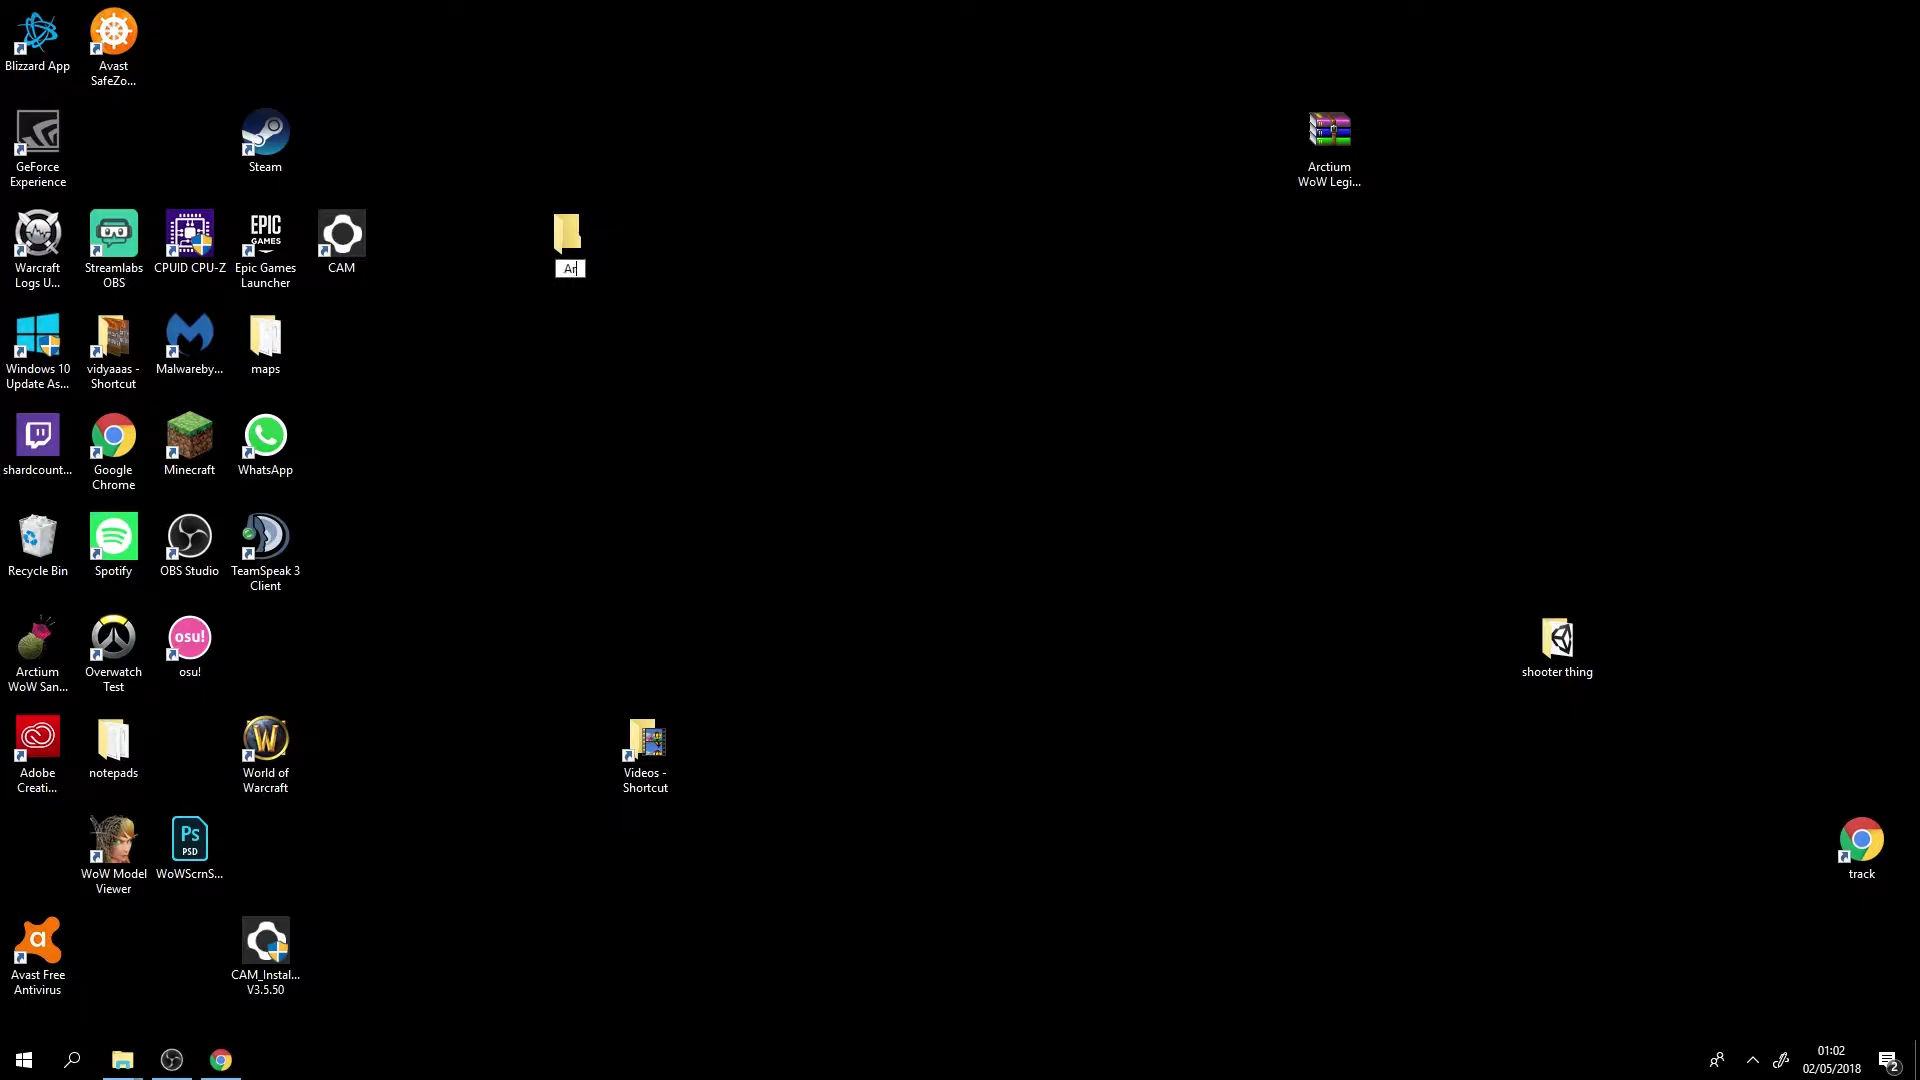 Blizzard App
Avast
SafeZo...
GeForce
Experience
Steam
Arctium
WoW Legi...
Warcraft
Logs U...
Streamlabs
OBS
CPUID CPU-Z
EPIC
GAMES
Epic Games
Launcher
CAM
Ar
Windows 10
Update As...
vidyaaas -
Shortcut
Malwareby...
maps
shardcount...
Google
Chrome
Minecraft
WhatsApp
Recycle Bin
Spotify
OBS Studio
TeamSpeak 3
Client
Arctium
WoW San...
Overwatch
Test
osu!
osu!
shooter thing
Adobe
Creati...
notepads
World of
Warcraft
Videos -
Shortcut
WoW Model
Viewer
Ps
PSD
WoWScrnS...
track
Avast Free
Antivirus
CAM_Instal...
V3.5.50
01:02
02/05/2018
2